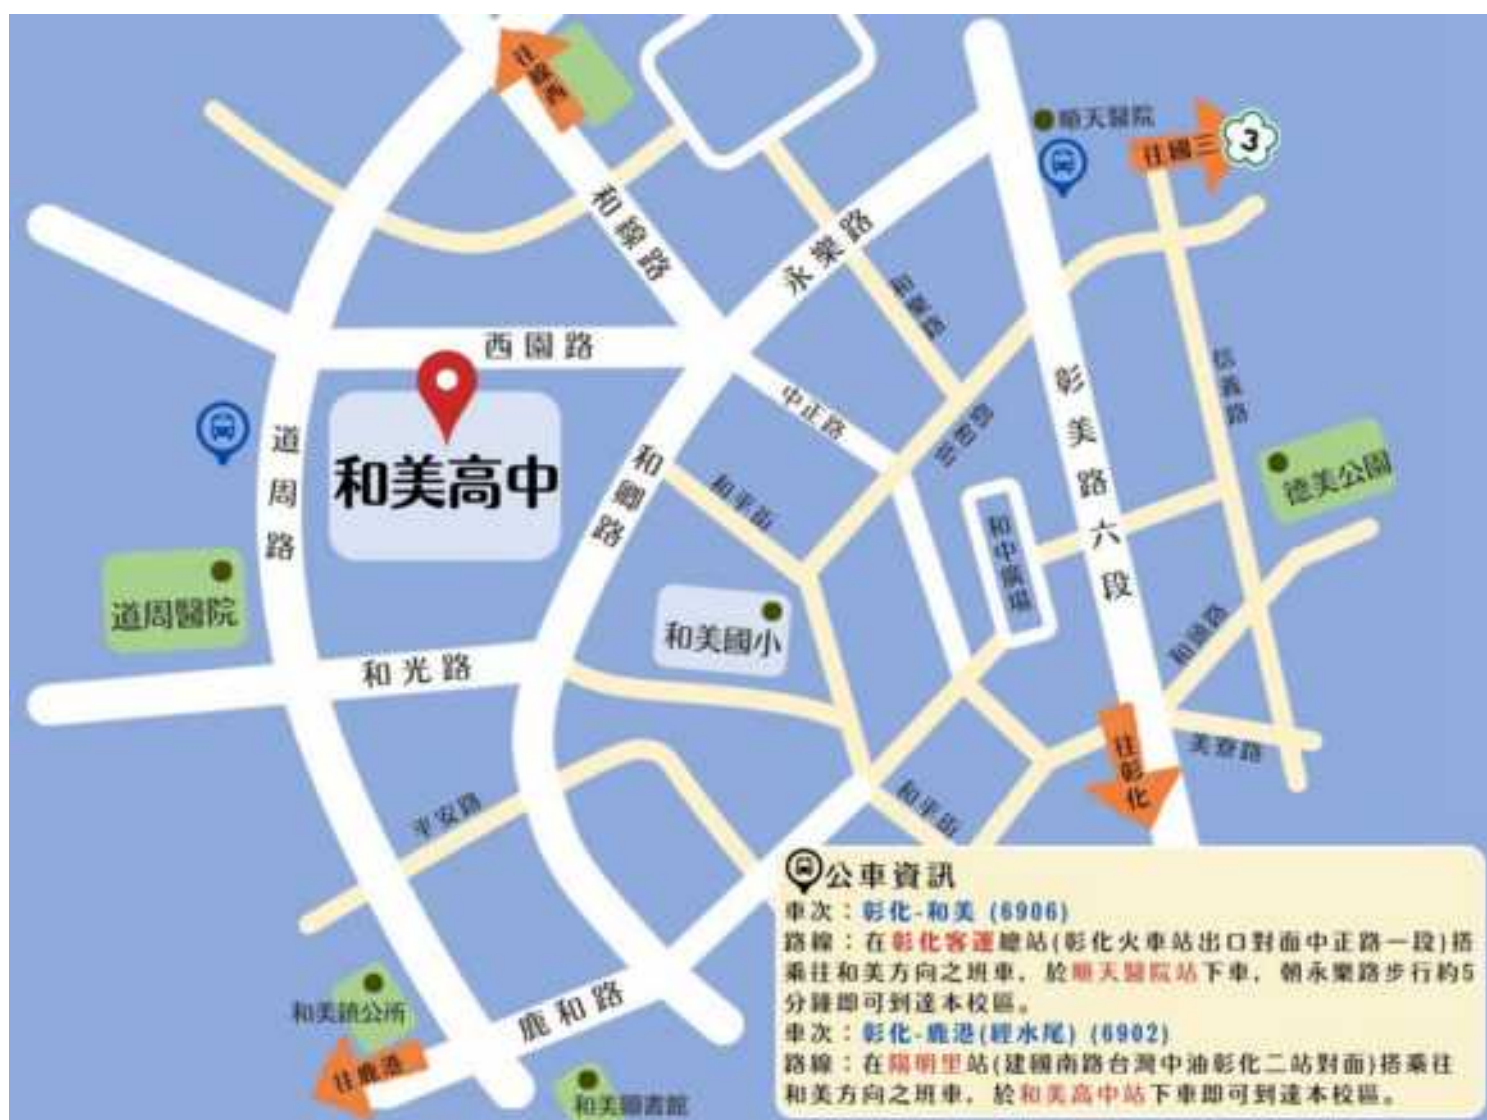 順天醫院
往國三
3
和線路
永樂路
西園路
中正路
彰美路六段
信義路
道周路
和美高中
和卿路
和平街
和中廣場
德美公園
道周醫院
和美國小
和光路
和頭路
美寮路
往彰化
平安路
和平街
和美鎮公所
鹿和路
往鹿港
和美圖書館
公車資訊
車次：彰化-和美 (6906)
路線：在彰化客運總站(彰化火車站出口對面中正路一段)搭
乘往和美方向之班車，於順天醫院站下車，朝永樂路步行約5
分鐘即可到達本校區。
車次：彰化-鹿港(經水尾) (6902)
路線：在陽明里站(建國南路台灣中油彰化二站對面)搭乘往
和美方向之班車，於和美高中站下車即可到達本校區。